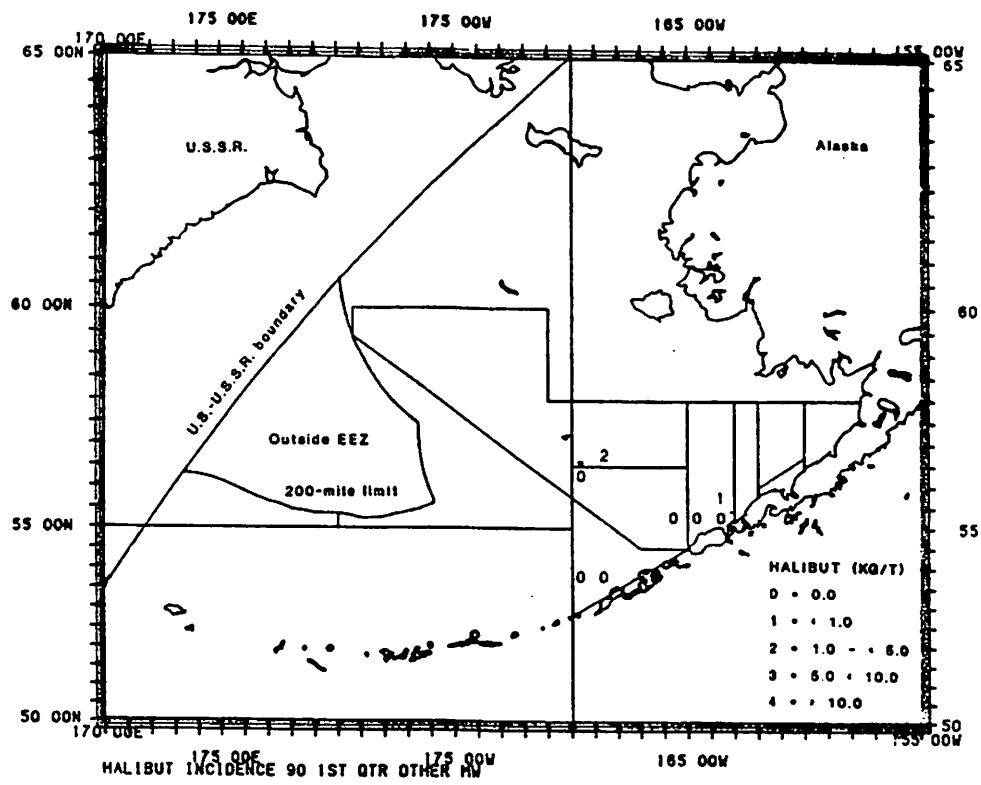 175 00E 175 00W 165 00W
170 00E 155 00W
65 00N 65
U.S.S.R. Alaska
60 00N 60
U.S.-U.S.S.R. boundary
Outside EEZ
2
0
200-mile limit
1
0 0 0
55 00N 55
0 0
HALIBUT (KG/T)
0 = 0.0
1 = < 1.0
2 = 1.0 - < 5.0
3 = 5.0 < 10.0
4 = > 10.0
50 00N 50
170 00E 155 00W
175 00E 175 00W 165 00W
HALIBUT INCIDENCE 90 1ST QTR OTHER MW